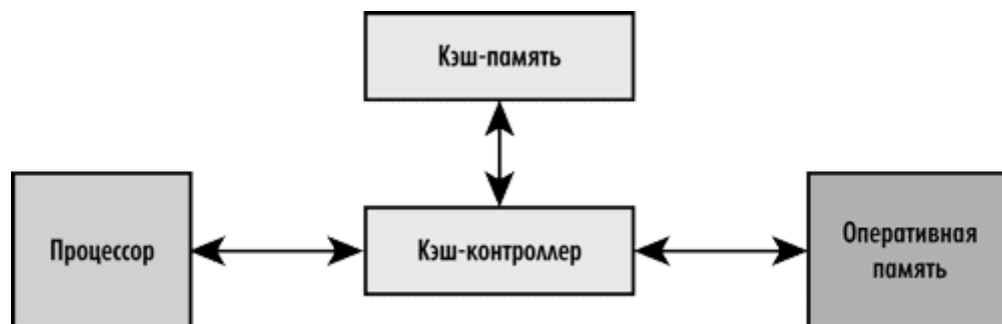 Кэш-память
Процессор
Кэш-контроллер
Оперативная
память